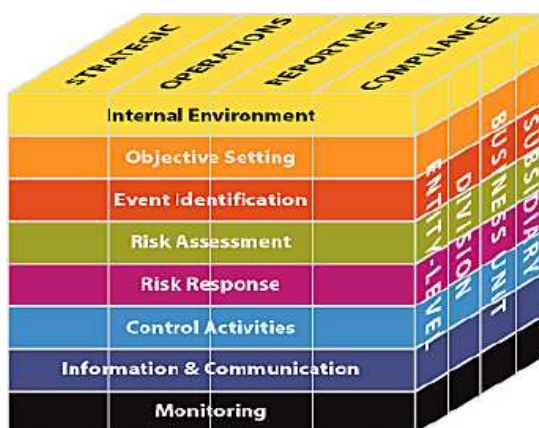 STRATEGIC
OPERATIONS
REPORTING
COMPLIANCE
Internal Environment
Objective Setting
Event Identification
Risk Assessment
Risk Response
Control Activities
Information & Communication
Monitoring
ENTITY-LEVEL
DIVISION
BUSINESS UNIT
SUBSIDIARY